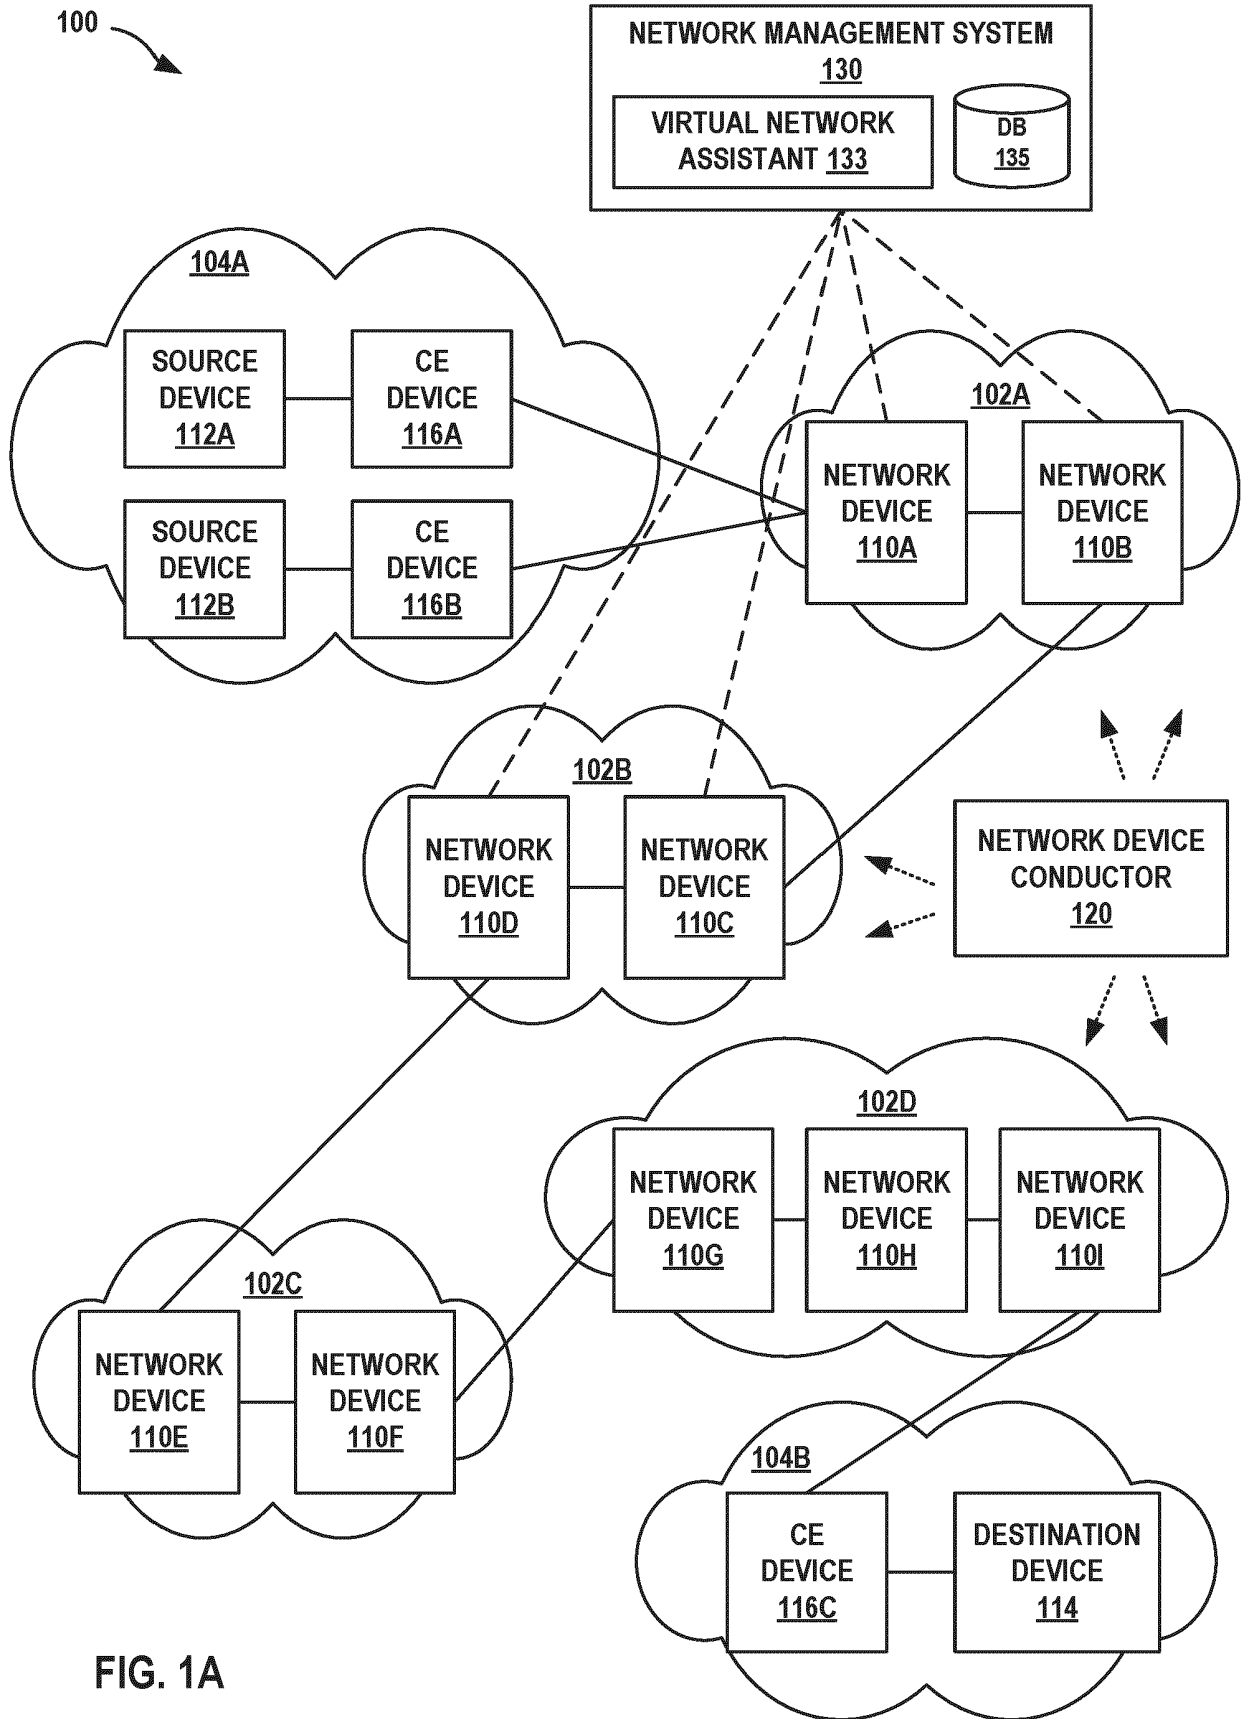 100
NETWORK MANAGEMENT SYSTEM
130
VIRTUAL NETWORK
ASSISTANT 133
DB
135
104A
SOURCE
DEVICE
112A
CE
DEVICE
116A
SOURCE
DEVICE
112B
CE
DEVICE
116B
102A
NETWORK
DEVICE
110A
NETWORK
DEVICE
110B
102B
NETWORK
DEVICE
110D
NETWORK
DEVICE
110C
NETWORK DEVICE
CONDUCTOR
120
102D
NETWORK
DEVICE
110G
NETWORK
DEVICE
110H
NETWORK
DEVICE
110I
102C
NETWORK
DEVICE
110E
NETWORK
DEVICE
110F
104B
CE
DEVICE
116C
DESTINATION
DEVICE
114
FIG. 1A